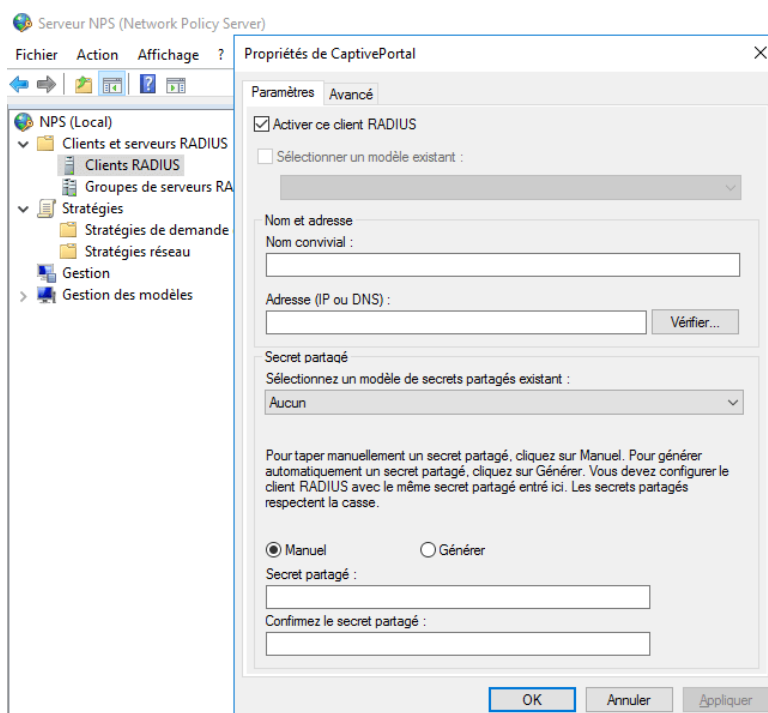 Serveur NPS (Network Policy Server)
Fichier Action Affichage ?
NPS (Local)
Clients et serveurs RADIUS
Clients RADIUS
Groupes de serveurs RA
Stratégies
Stratégies de demande
Stratégies réseau
Gestion
Gestion des modèles
Propriétés de CaptivePortal
Paramètres Avancé
Activer ce client RADIUS
Sélectionner un modèle existant :
Nom et adresse
Nom convivial :
Adresse (IP ou DNS) :
Vérifier...
Secret partagé
Sélectionnez un modèle de secrets partagés existant :
Aucun
Pour taper manuellement un secret partagé, cliquez sur Manuel. Pour générer
automatiquement un secret partagé, cliquez sur Générer. Vous devez configurer le
client RADIUS avec le même secret partagé entré ici. Les secrets partagés
respectent la casse.
Manuel Générer
Secret partagé :
Confirmez le secret partagé :
OK Annuler Appliquer